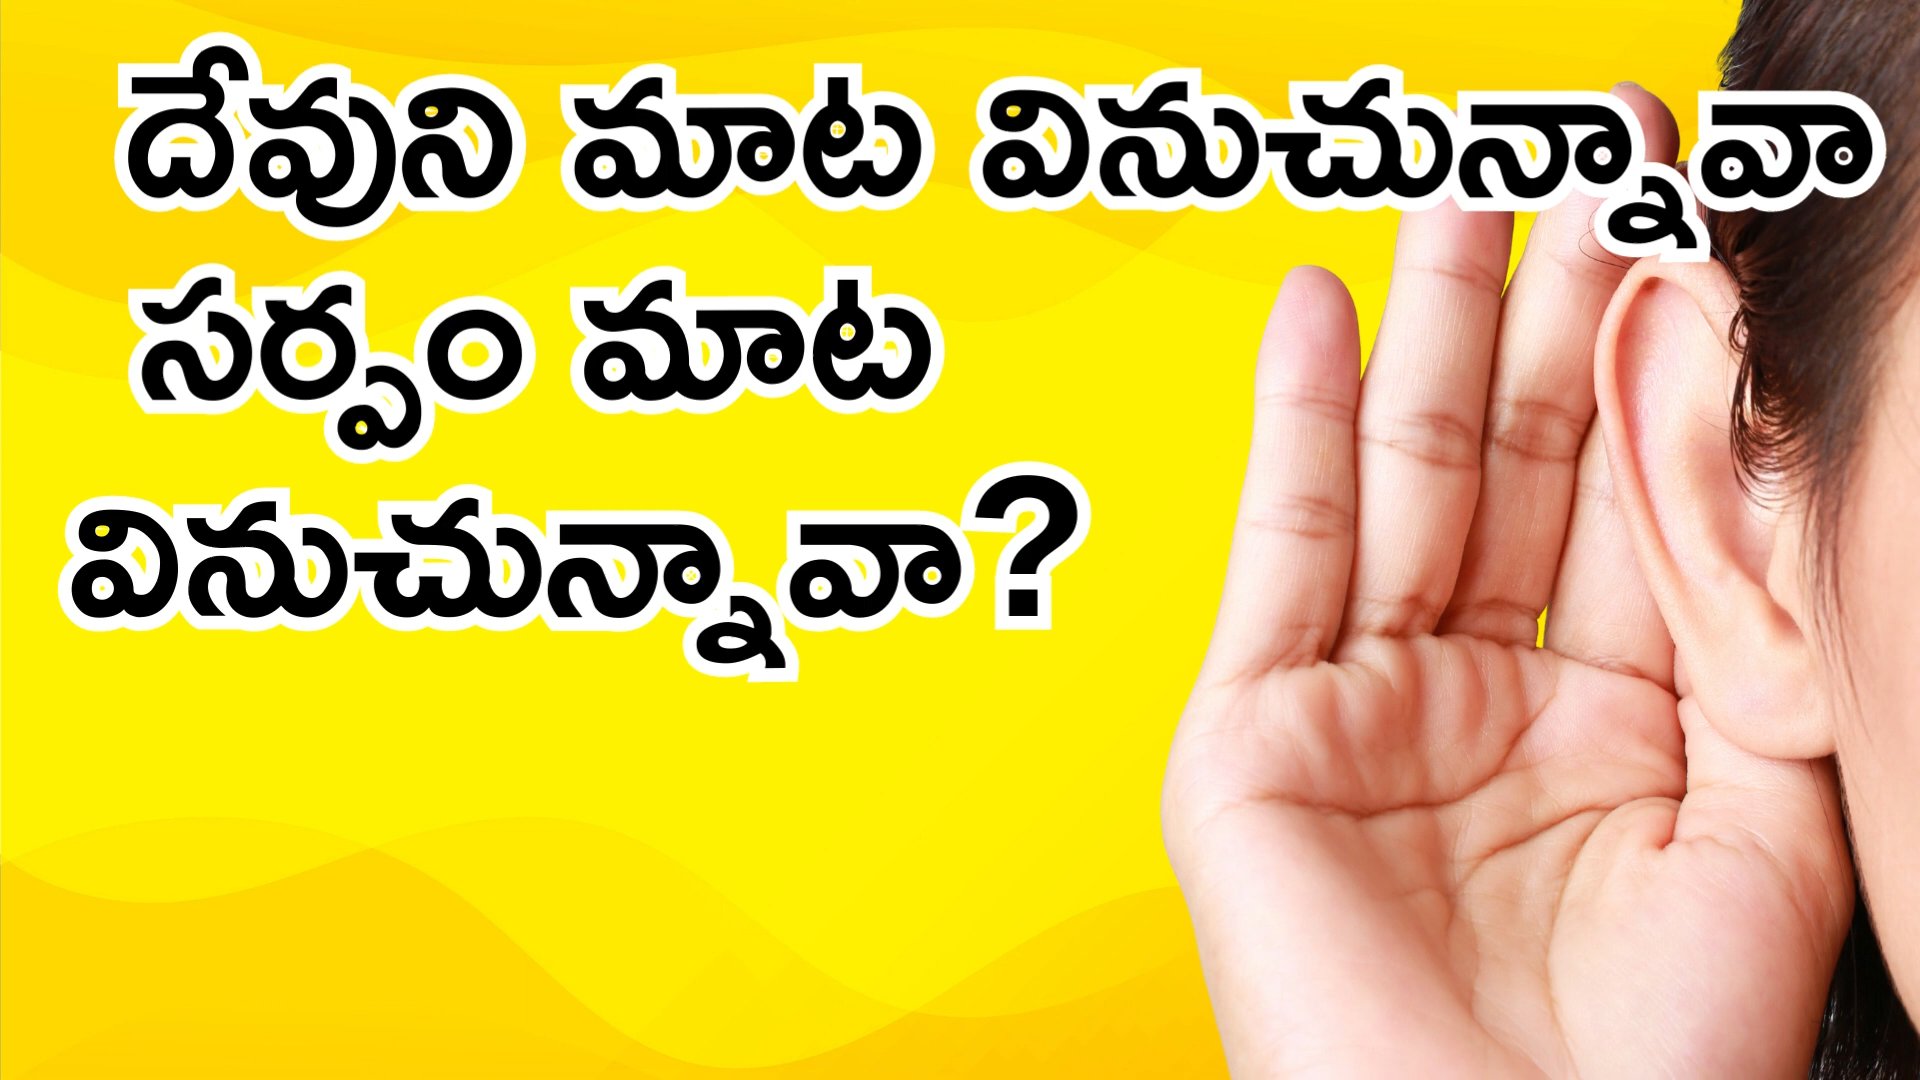 దేవుని మాట వినుచున్నావా
సర్పం మాట
వినుచున్నావా?